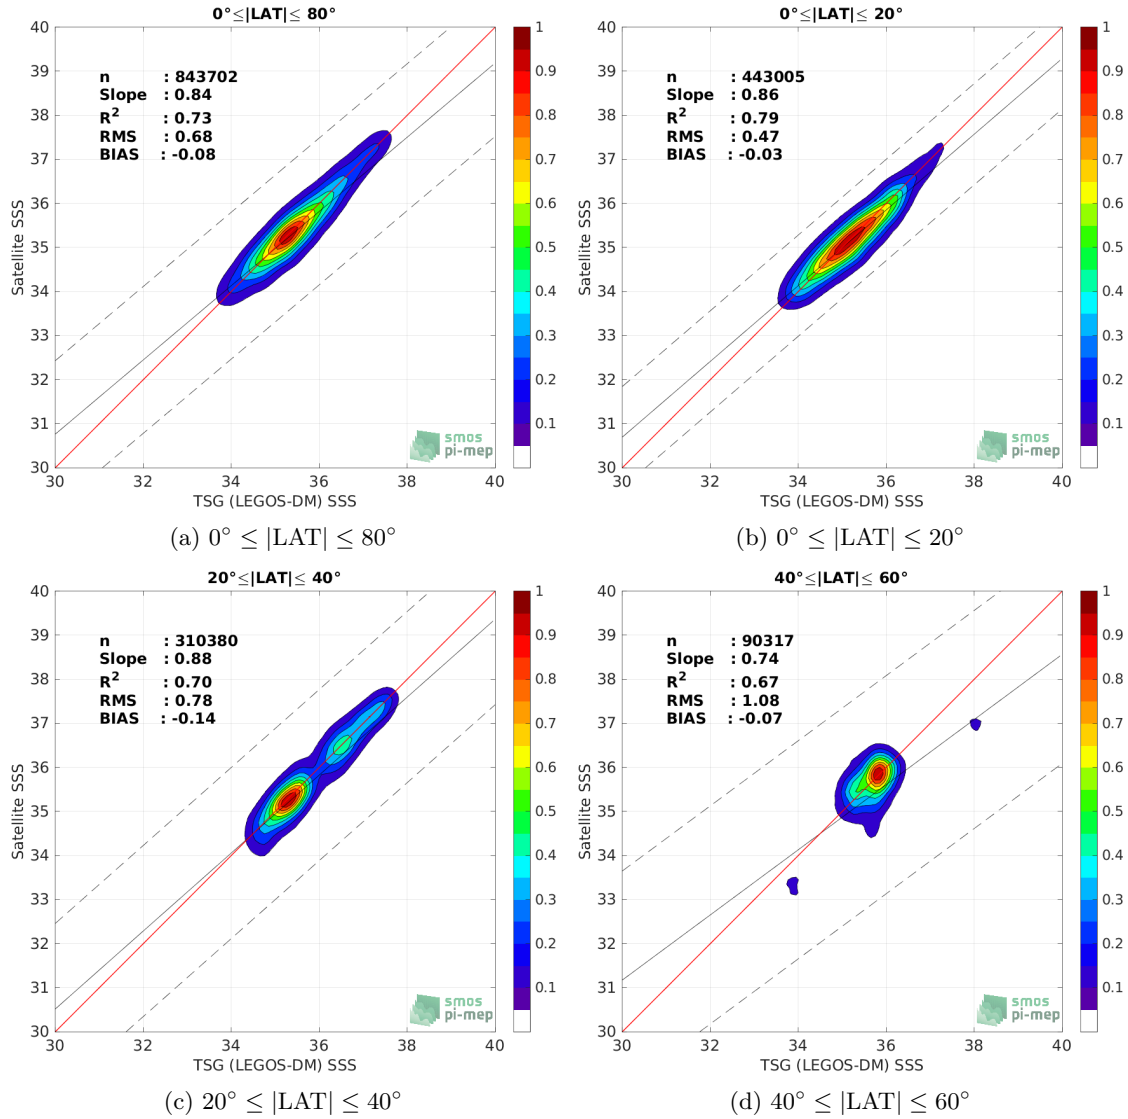 0°≤|LAT|≤ 80°
40
39
38
37
36
35
34
33
32
31
30
Satellite SSS
n : 843702
Slope : 0.84
R² : 0.73
RMS : 0.68
BIAS : -0.08
smos
pi-mep
30 32 34 36 38 40
TSG (LEGOS-DM) SSS
1
0.9
0.8
0.7
0.6
0.5
0.4
0.3
0.2
0.1
(a) 0° ≤ |LAT| ≤ 80°
0°≤|LAT|≤ 20°
40
39
38
37
36
35
34
33
32
31
30
Satellite SSS
n : 443005
Slope : 0.86
R² : 0.79
RMS : 0.47
BIAS : -0.03
smos
pi-mep
30 32 34 36 38 40
TSG (LEGOS-DM) SSS
1
0.9
0.8
0.7
0.6
0.5
0.4
0.3
0.2
0.1
(b) 0° ≤ |LAT| ≤ 20°
20°≤|LAT|≤ 40°
40
39
38
37
36
35
34
33
32
31
30
Satellite SSS
n : 310380
Slope : 0.88
R² : 0.70
RMS : 0.78
BIAS : -0.14
smos
pi-mep
30 32 34 36 38 40
TSG (LEGOS-DM) SSS
1
0.9
0.8
0.7
0.6
0.5
0.4
0.3
0.2
0.1
(c) 20° ≤ |LAT| ≤ 40°
40°≤|LAT|≤ 60°
40
39
38
37
36
35
34
33
32
31
30
Satellite SSS
n : 90317
Slope : 0.74
R² : 0.67
RMS : 1.08
BIAS : -0.07
smos
pi-mep
30 32 34 36 38 40
TSG (LEGOS-DM) SSS
1
0.9
0.8
0.7
0.6
0.5
0.4
0.3
0.2
0.1
(d) 40° ≤ |LAT| ≤ 60°